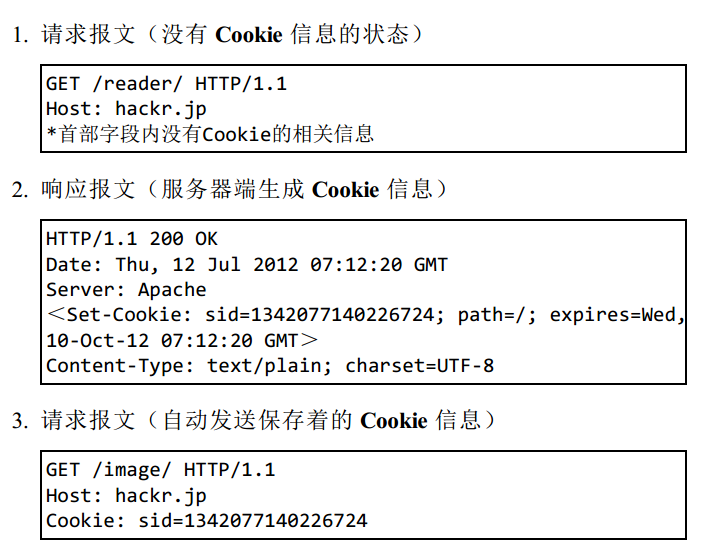 1. 请求报文（没有 Cookie 信息的状态）
GET /reader/ HTTP/1.1
Host: hackr.jp
*首部字段内没有Cookie的相关信息
2. 响应报文（服务器端生成 Cookie 信息）
HTTP/1.1 200 OK
Date: Thu, 12 Jul 2012 07:12:20 GMT
Server: Apache
＜Set-Cookie: sid=1342077140226724; path=/; expires=Wed,
10-Oct-12 07:12:20 GMT＞
Content-Type: text/plain; charset=UTF-8
3. 请求报文（自动发送保存着的 Cookie 信息）
GET /image/ HTTP/1.1
Host: hackr.jp
Cookie: sid=1342077140226724